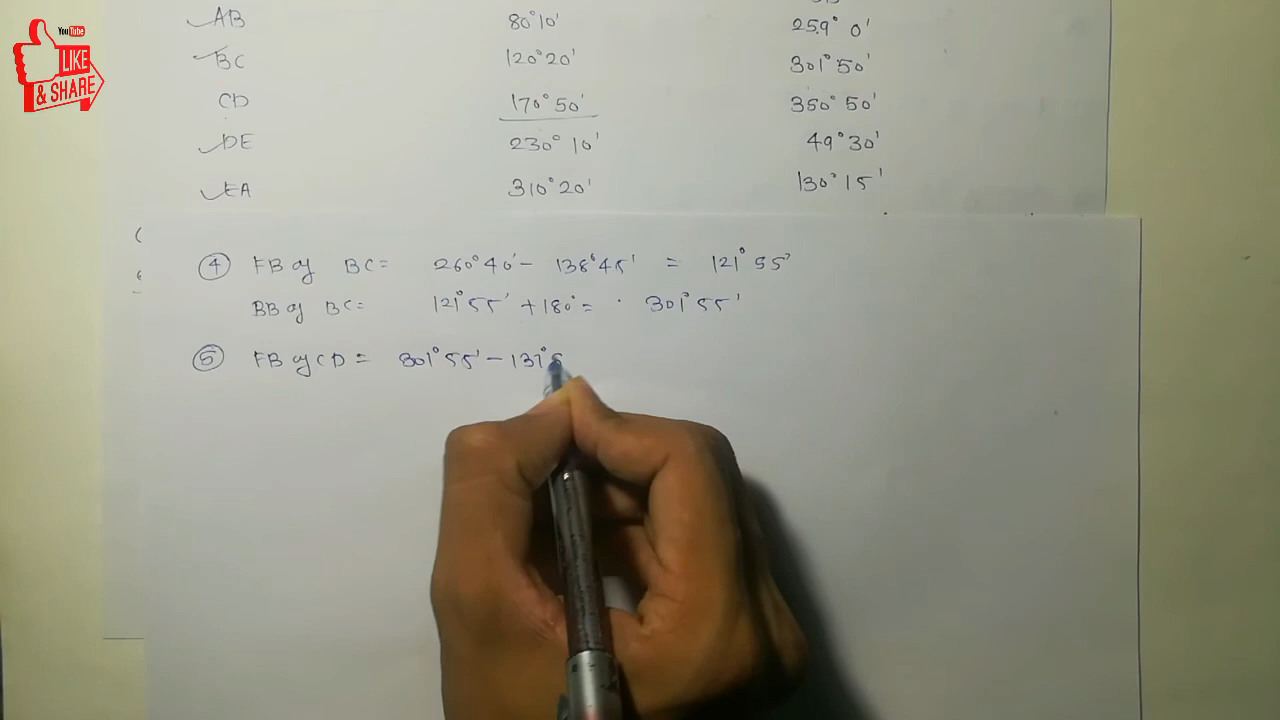 YouTube
LIKE
& SHARE
AB 80°10' 259° 0'
BC 120°20' 301°50'
CD 170°50' 350°50'
DE 230°10' 49°30'
EA 310°20' 130°15'
④ FB of BC = 260°40' - 138°45' = 121°55'
BB of BC = 121°55' + 180° = 301°55'
⑤ FB of CD = 301°55' - 131°5